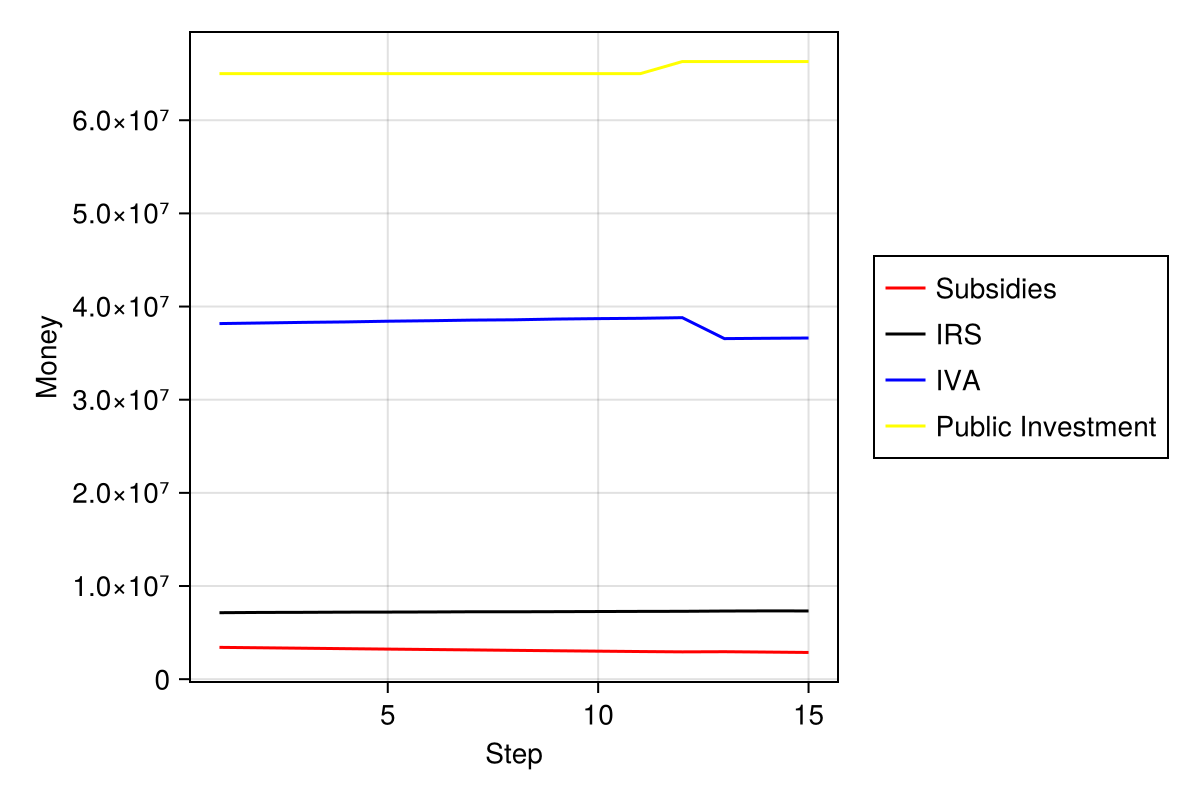 6.0×10⁷
5.0×10⁷
4.0×10⁷
3.0×10⁷
2.0×10⁷
1.0×10⁷
0
Money
5 10 15
Step
Subsidies
IRS
IVA
Public Investment